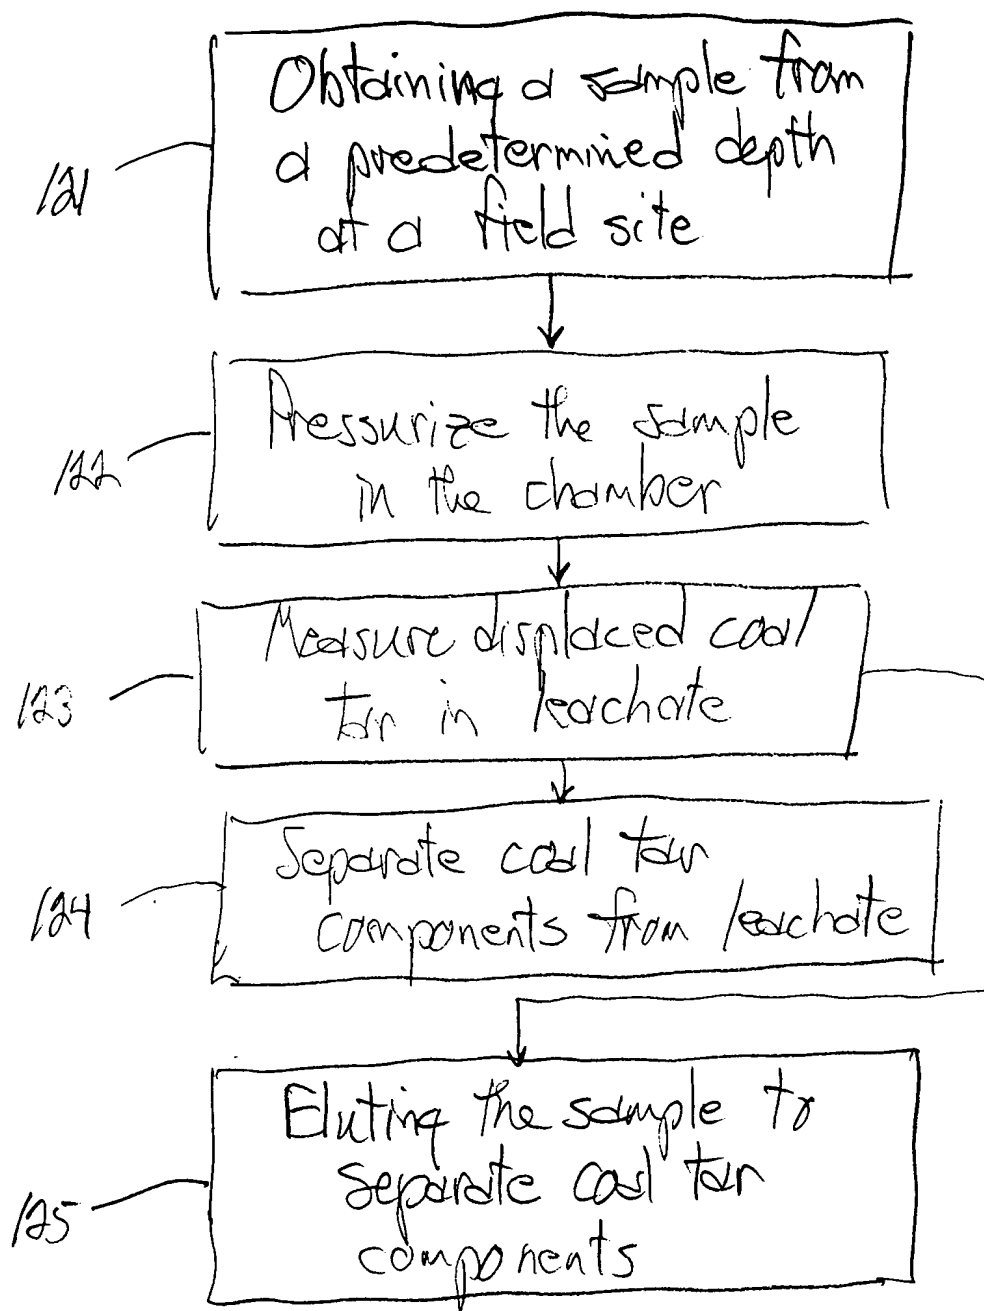 Obtaining a sample from
a predetermined depth
at a field site
121
Pressurize the sample
in the chamber
122
Measure displaced coal
tar in leachate
123
Separate coal tar
components from leachate
124
Eluting the sample to
separate coal tar
components
125